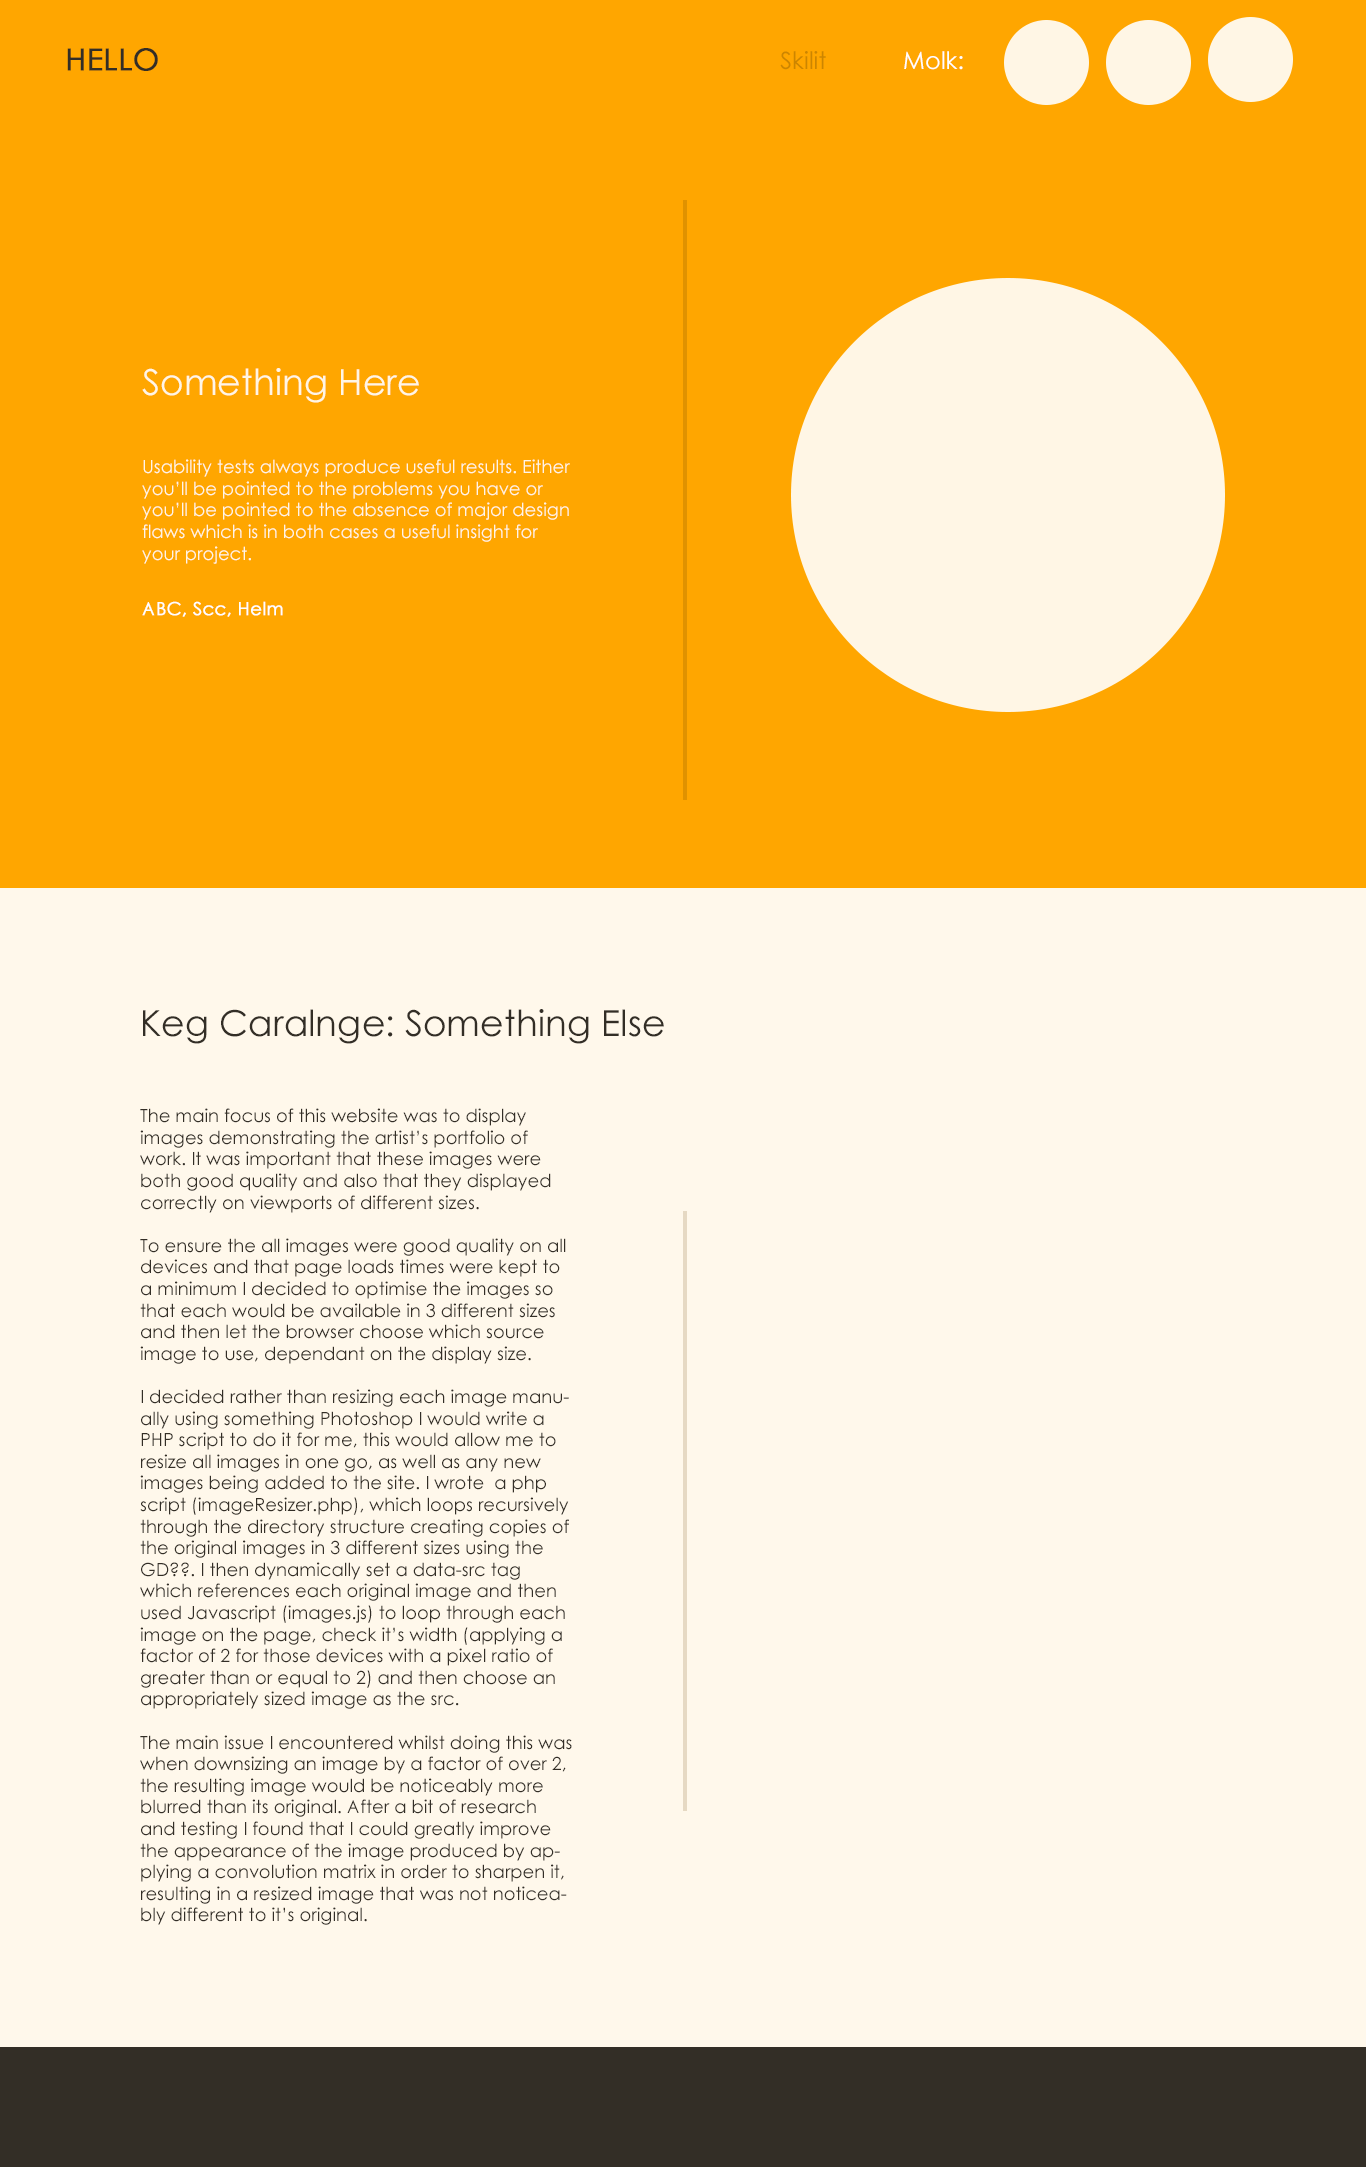 HELLO
Skilit
Molk:
Something Here
Usability tests always produce useful results. Either
you’ll be pointed to the problems you have or
you’ll be pointed to the absence of major design
flaws which is in both cases a useful insight for
your project.
ABC, Scc, Helm
Keg Caralnge: Something Else
The main focus of this website was to display
images demonstrating the artist’s portfolio of
work. It was important that these images were
both good quality and also that they displayed
correctly on viewports of different sizes.
To ensure the all images were good quality on all
devices and that page loads times were kept to
a minimum I decided to optimise the images so
that each would be available in 3 different sizes
and then let the browser choose which source
image to use, dependant on the display size.
I decided rather than resizing each image manu-
ally using something Photoshop I would write a
PHP script to do it for me, this would allow me to
resize all images in one go, as well as any new
images being added to the site. I wrote  a php
script (imageResizer.php), which loops recursively
through the directory structure creating copies of
the original images in 3 different sizes using the
GD??. I then dynamically set a data-src tag
which references each original image and then
used Javascript (images.js) to loop through each
image on the page, check it’s width (applying a
factor of 2 for those devices with a pixel ratio of
greater than or equal to 2) and then choose an
appropriately sized image as the src.
The main issue I encountered whilst doing this was
when downsizing an image by a factor of over 2,
the resulting image would be noticeably more
blurred than its original. After a bit of research
and testing I found that I could greatly improve
the appearance of the image produced by ap-
plying a convolution matrix in order to sharpen it,
resulting in a resized image that was not noticea-
bly different to it’s original.